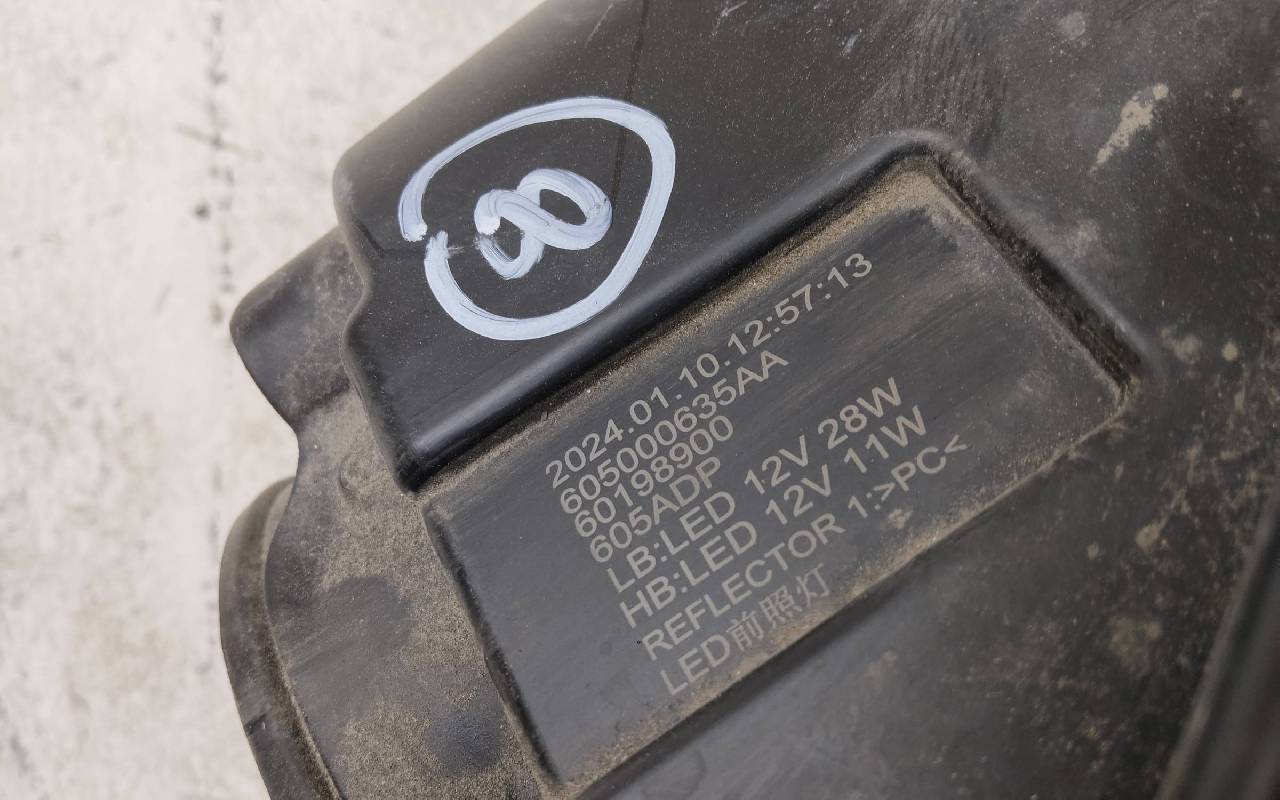 8
2024.01.10.12:57:13
605000635AA
60198900
605ADP
LB:LED 12V 28W
HB:LED 12V 11W
REFLECTOR 1:>PC<
LED前照灯